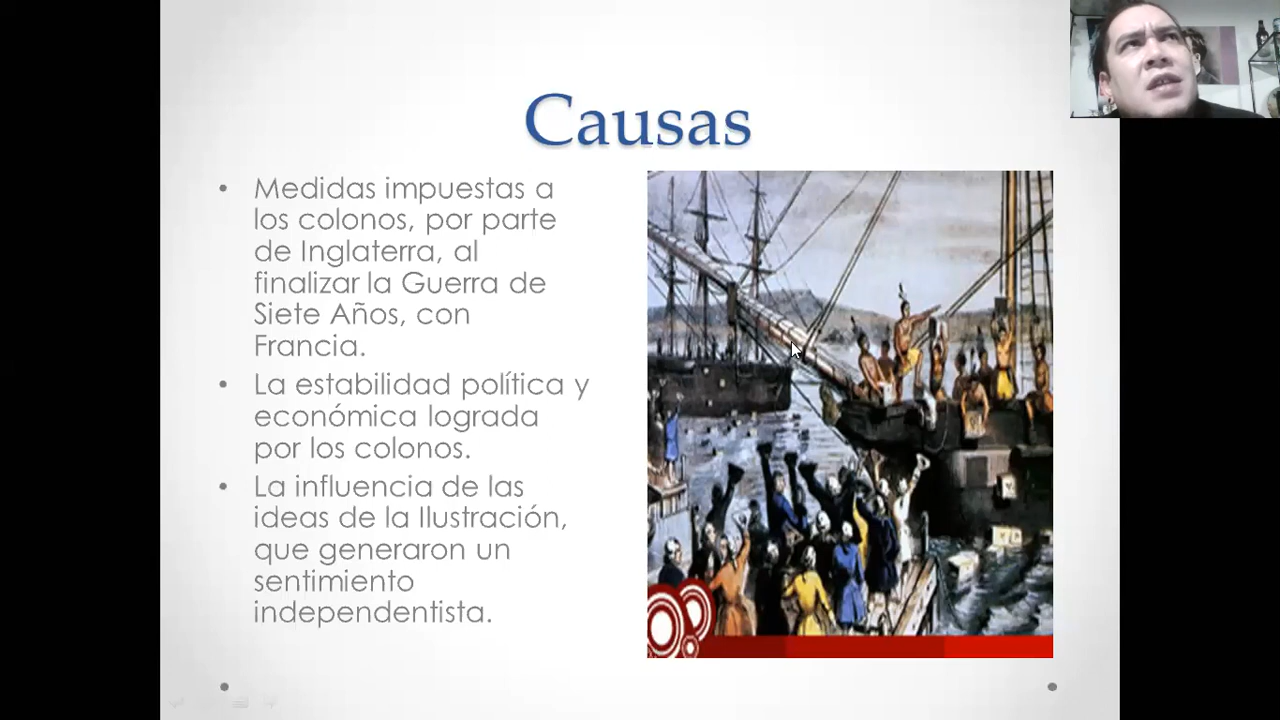 Causas
• Medidas impuestas a
los colonos, por parte
de Inglaterra, al
finalizar la Guerra de
Siete Años, con
Francia.
• La estabilidad política y
económica lograda
por los colonos.
• La influencia de las
ideas de la Ilustración,
que generaron un
sentimiento
independentista.